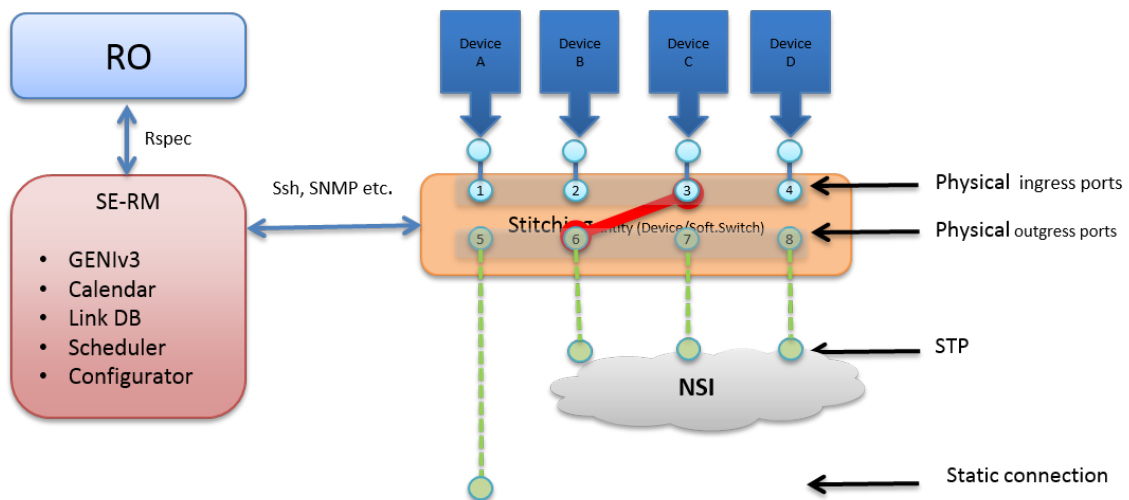 RO
Rspec
SE-RM
• GENIv3
• Calendar
• Link DB
• Scheduler
• Configurator
Ssh, SNMP etc.
Device
A
Device
B
Device
C
Device
D
1 2 3 4
Stitching ntity (Device/Soft.Switch)
5 6 7 8
NSI
Physical ingress ports
Physical outgress ports
STP
Static connection